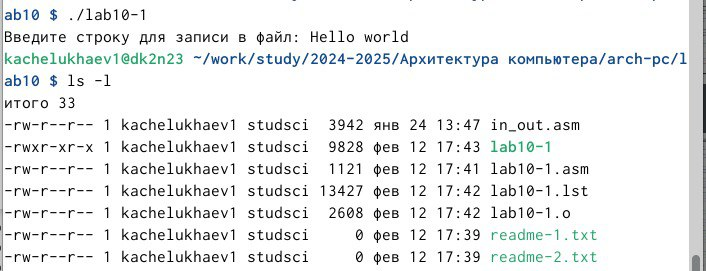 ab10 $ ./lab10-1
Введите строку для записи в файл: Hello world
kachelukhaev1@dk2n23 ~/work/study/2024-2025/Архитектура компьютера/arch-pc/l
ab10 $ ls -l
итого 33
-rw-r--r-- 1 kachelukhaev1 studsci  3942 янв 24 13:47 in_out.asm
-rwxr-xr-x 1 kachelukhaev1 studsci  9828 фев 12 17:43 lab10-1
-rw-r--r-- 1 kachelukhaev1 studsci  1121 фев 12 17:41 lab10-1.asm
-rw-r--r-- 1 kachelukhaev1 studsci 13427 фев 12 17:42 lab10-1.lst
-rw-r--r-- 1 kachelukhaev1 studsci  2608 фев 12 17:42 lab10-1.o
-rw-r--r-- 1 kachelukhaev1 studsci     0 фев 12 17:39 readme-1.txt
-rw-r--r-- 1 kachelukhaev1 studsci     0 фев 12 17:39 readme-2.txt